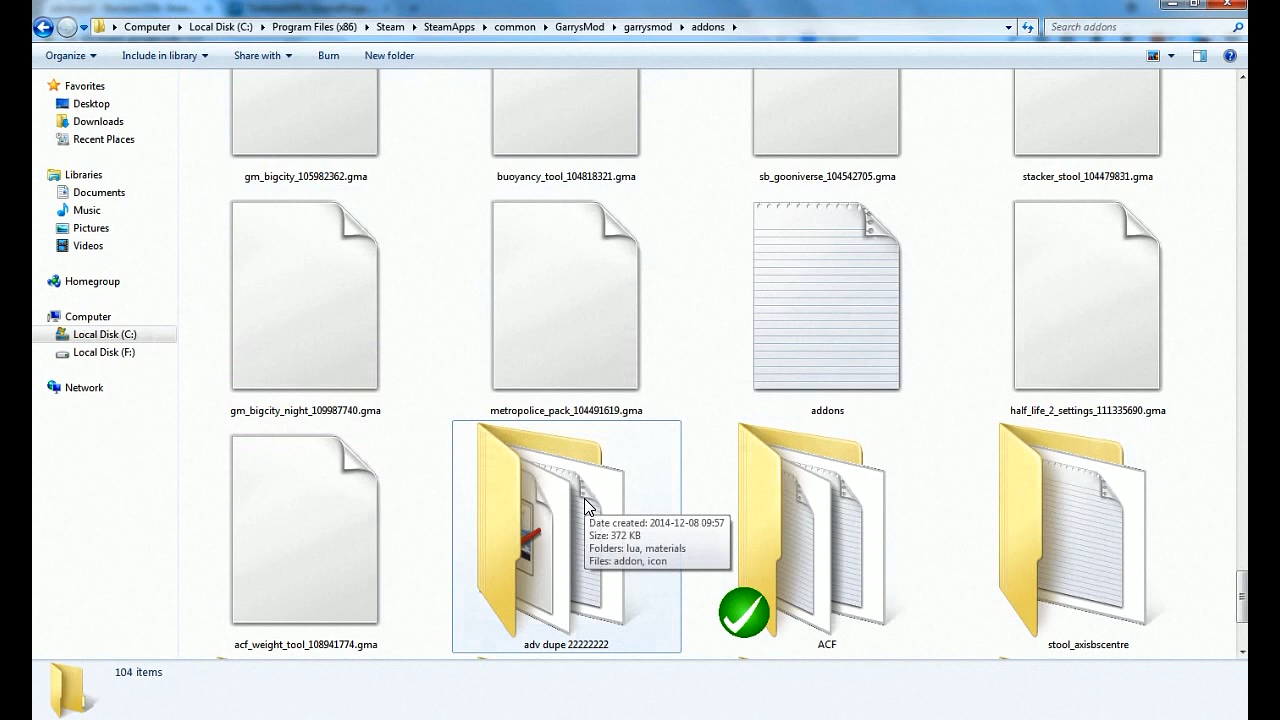 Computer Local Disk (C:) Program Files (x86) Steam SteamApps common GarrysMod garrysmod addons
Search addons
Organize Include in library Share with Burn New folder
Favorites
Desktop
Downloads
Recent Places
Libraries
Documents
Music
Pictures
Videos
Homegroup
Computer
Local Disk (C:)
Local Disk (F:)
Network
gm_bigcity_105982362.gma
buoyancy_tool_104818321.gma
sb_gooniverse_104542705.gma
stacker_stool_104479831.gma
gm_bigcity_night_109987740.gma
metropolice_pack_104491619.gma
addons
half_life_2_settings_111335690.gma
Date created: 2014-12-08 09:57
Size: 372 KB
Folders: lua, materials
Files: addon, icon
acf_weight_tool_108941774.gma
adv dupe 22222222
ACF
stool_axisbscentre
104 items